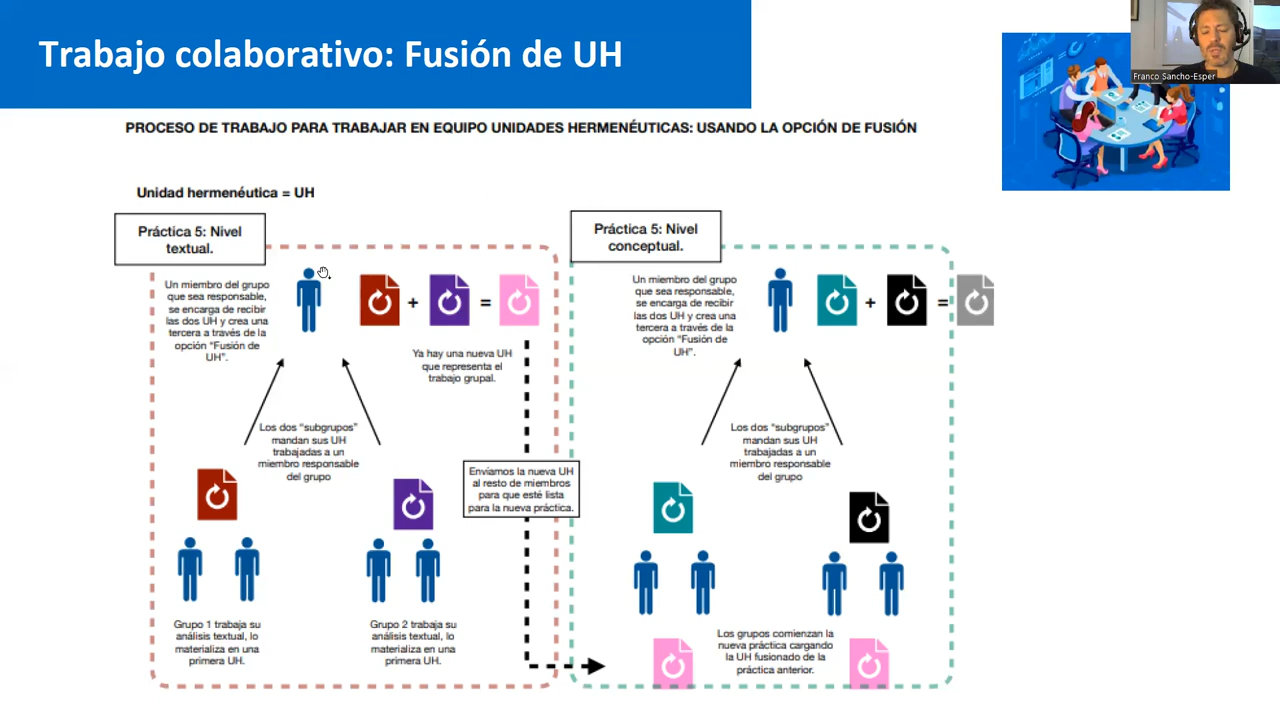 Trabajo colaborativo: Fusión de UH
Franco Sancho-Esper
PROCESO DE TRABAJO PARA TRABAJAR EN EQUIPO UNIDADES HERMENÉUTICAS: USANDO LA OPCIÓN DE FUSIÓN
Unidad hermenéutica = UH
Práctica 5: Nivel
textual.
Un miembro del grupo
que sea responsable,
se encarga de recibir
las dos UH y crea una
tercera a través de la
opción "Fusión de
UH".
+
=
Ya hay una nueva UH
que representa el
trabajo grupal.
Los dos "subgrupos"
mandan sus UH
trabajadas a un
miembro responsable
del grupo
Enviamos la nueva UH
al resto de miembros
para que esté lista
para la nueva práctica.
Grupo 1 trabaja su
análisis textual, lo
materializa en una
primera UH.
Grupo 2 trabaja su
análisis textual, lo
materializa en una
primera UH.
Práctica 5: Nivel
conceptual.
Un miembro del grupo
que sea responsable,
se encarga de recibir
las dos UH y crea una
tercera a través de la
opción "Fusión de
UH".
+
=
Los dos "subgrupos"
mandan sus UH
trabajadas a un
miembro responsable
del grupo
Los grupos comienzan la
nueva práctica cargando
la UH fusionado de la
práctica anterior.